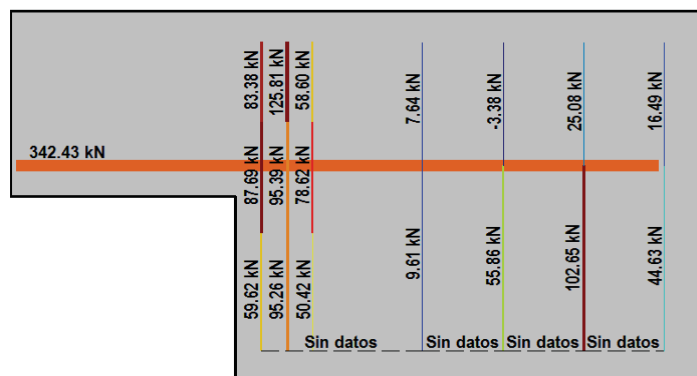 83.38 kN
125.81 kN
58.60 kN
7.64 kN
-3.38 kN
25.08 kN
16.49 kN
342.43 kN
87.69 kN
95.39 kN
78.62 kN
59.62 kN
95.26 kN
50.42 kN
9.61 kN
55.86 kN
102.65 kN
44.63 kN
Sin datos
Sin datos
Sin datos
Sin datos